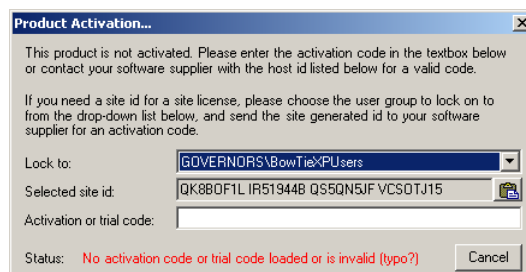 Product Activation...
This product is not activated. Please enter the activation code in the textbox below
or contact your software supplier with the host id listed below for a valid code.
If you need a site id for a site license, please choose the user group to lock on to
from the drop-down list below, and send the site generated id to your software
supplier for an activation code.
Lock to: GOVERNORS\BowTieXPUsers
Selected site id: QK8BOF1L IR51944B QS5QN5JF VCSOTJ15
Activation or trial code:
Status: No activation code or trial code loaded or is invalid (typo?) Cancel